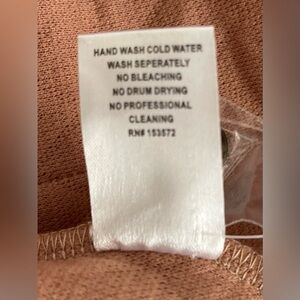 HAND WASH COLD WATER
WASH SEPERATELY
NO BLEACHING
NO DRUM DRYING
NO PROFESSIONAL
CLEANING
RN# 153572